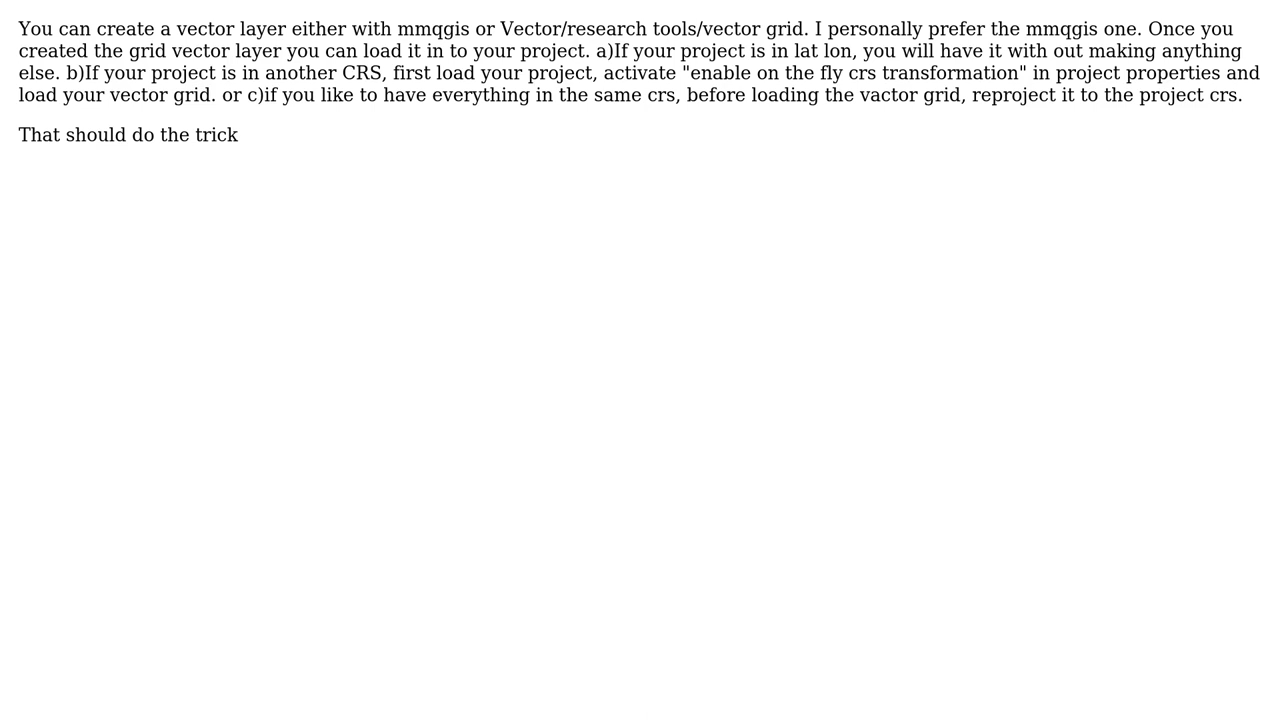 You can create a vector layer either with mmqgis or Vector/research tools/vector grid. I personally prefer the mmqgis one. Once you
created the grid vector layer you can load it in to your project. a)If your project is in lat lon, you will have it with out making anything
else. b)If your project is in another CRS, first load your project, activate "enable on the fly crs transformation" in project properties and
load your vector grid. or c)if you like to have everything in the same crs, before loading the vactor grid, reproject it to the project crs.
That should do the trick